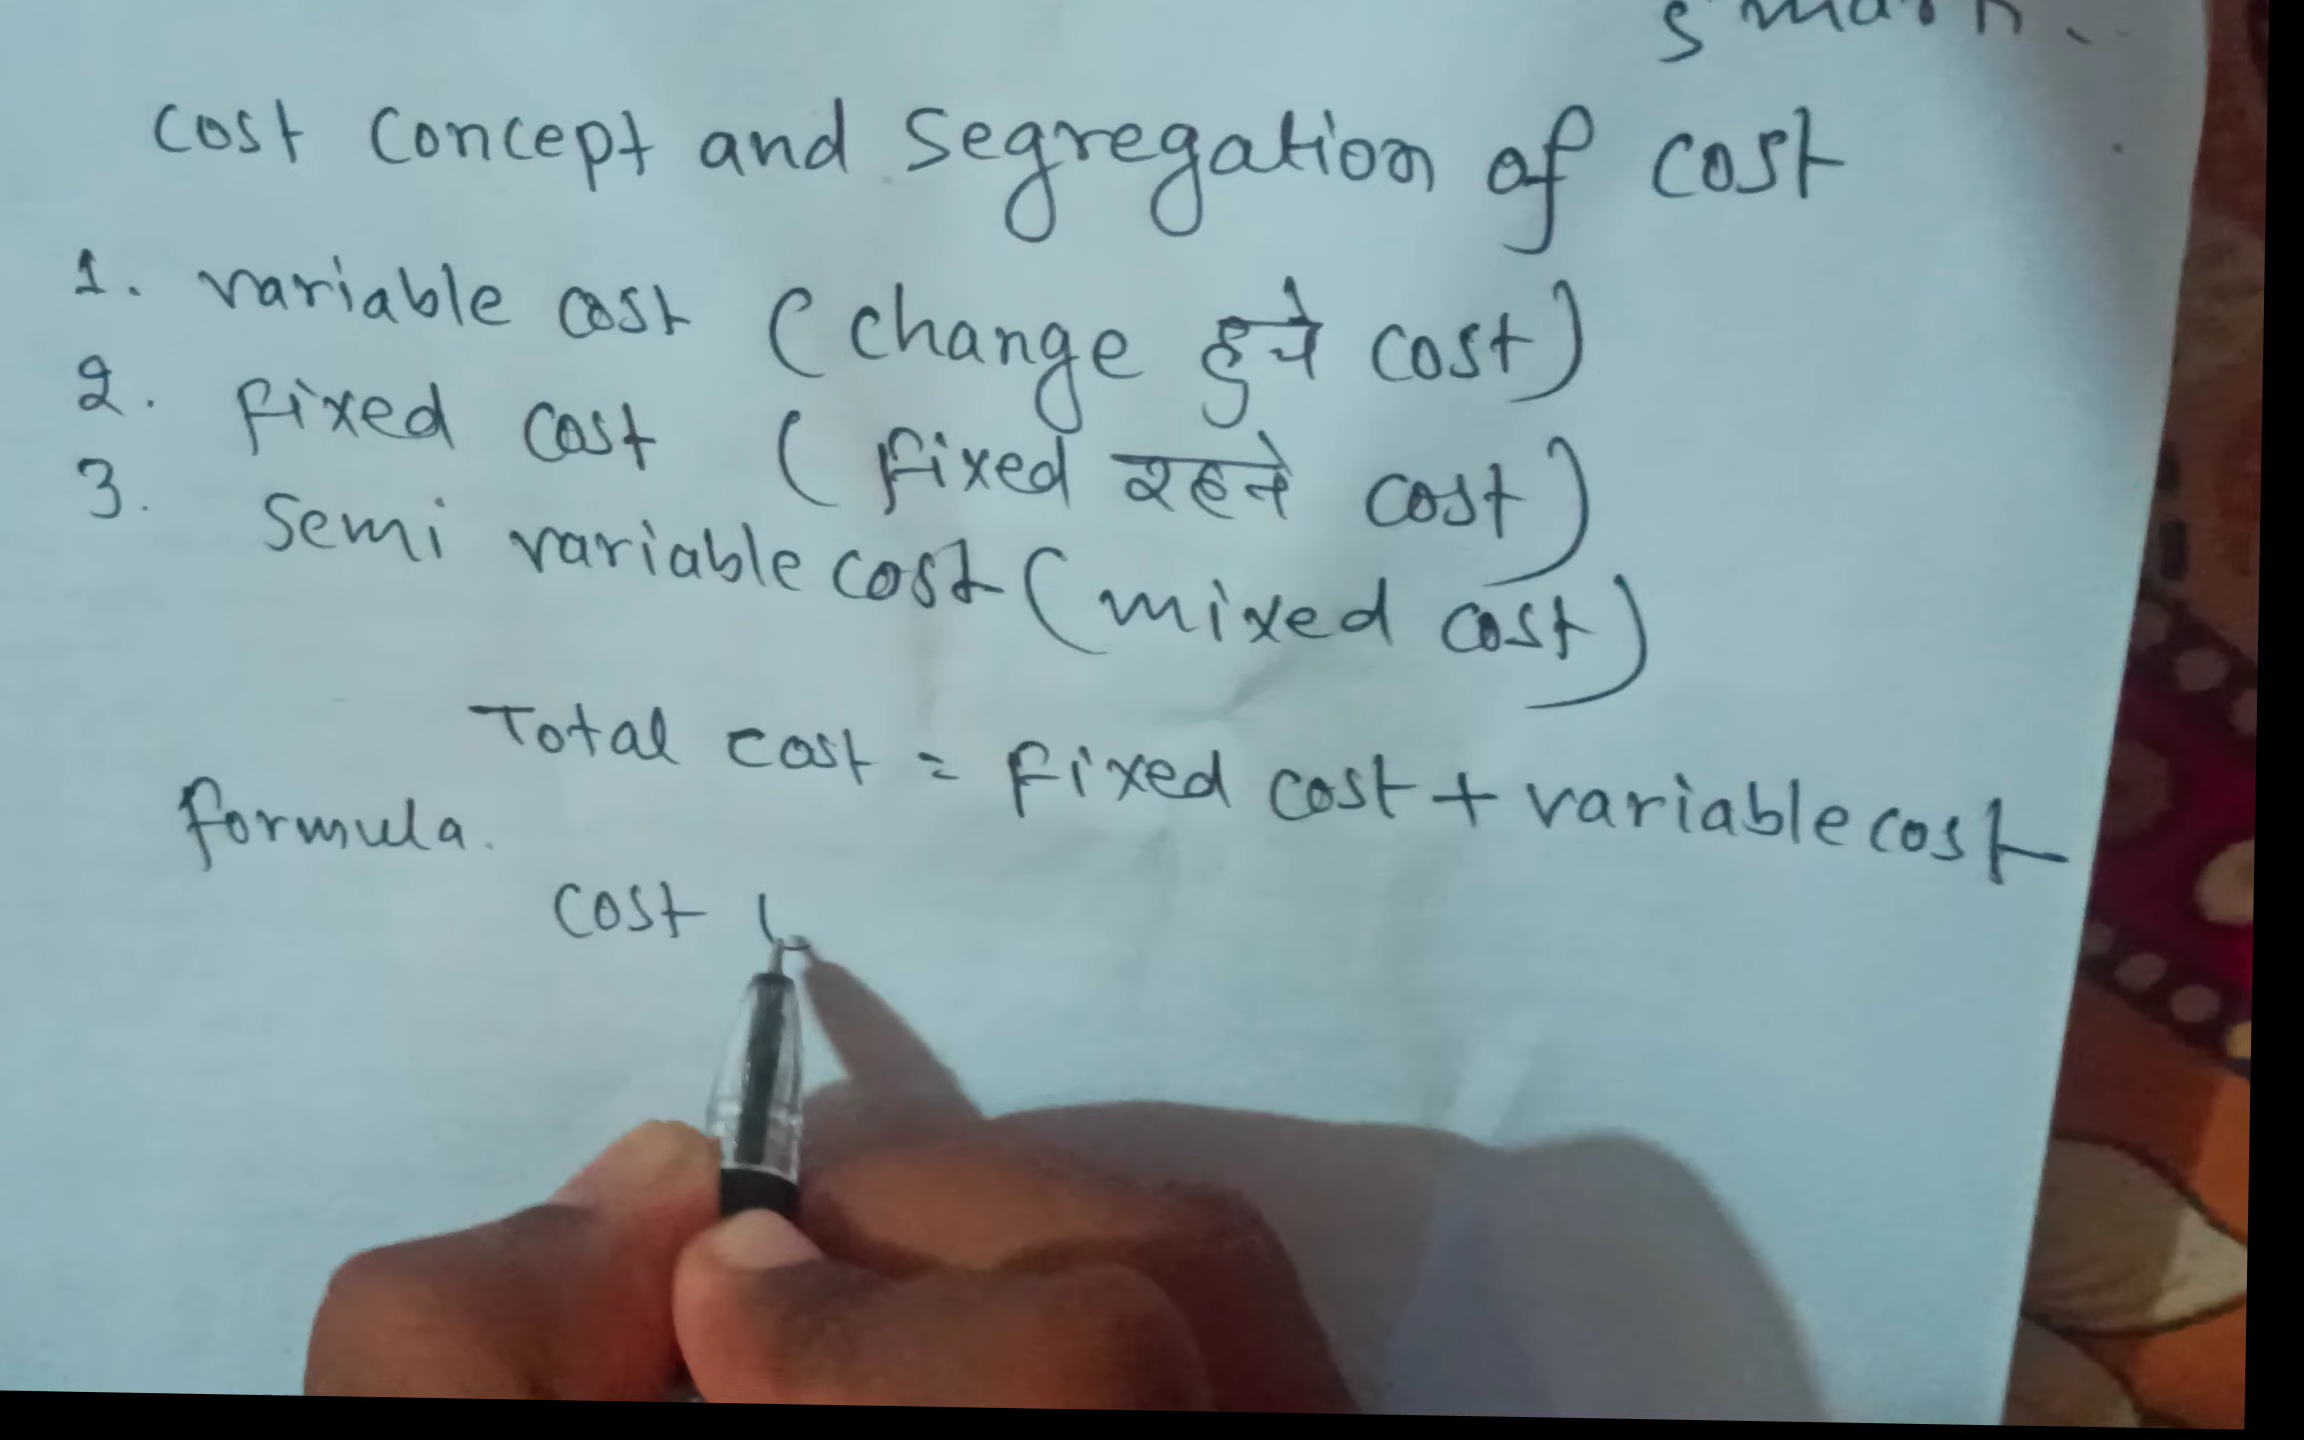 cost concept and segregation of cost
1. variable cost (change हुने cost)
2. fixed cost (fixed रहने cost)
3. semi variable cost (mixed cost)
Total cost = fixed cost + variable cost
formula.
cost